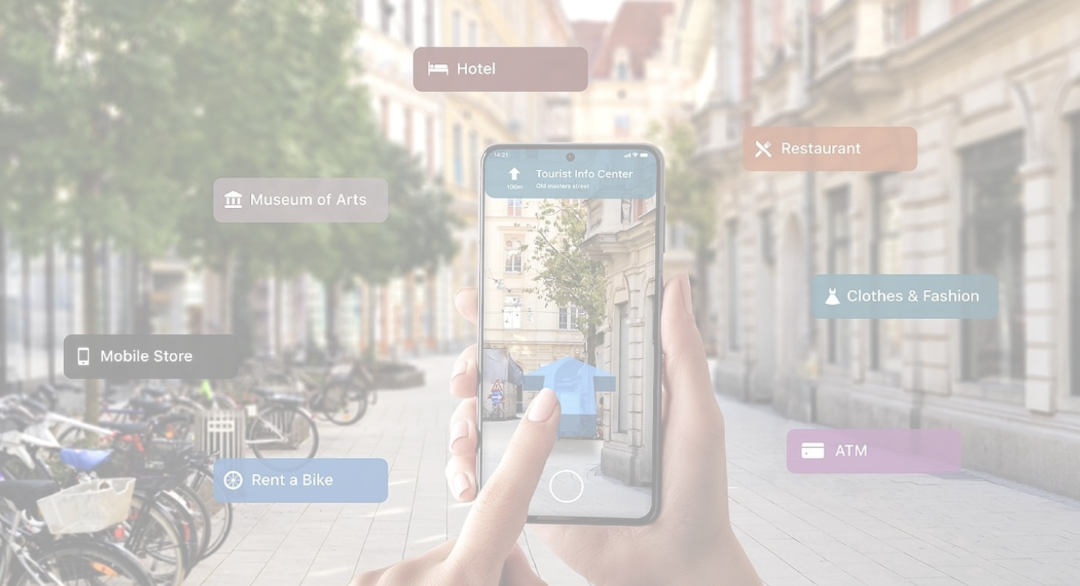 Hotel
Restaurant
14:21
Tourist Info Center
100m
Old masters street
Museum of Arts
Clothes & Fashion
Mobile Store
ATM
Rent a Bike